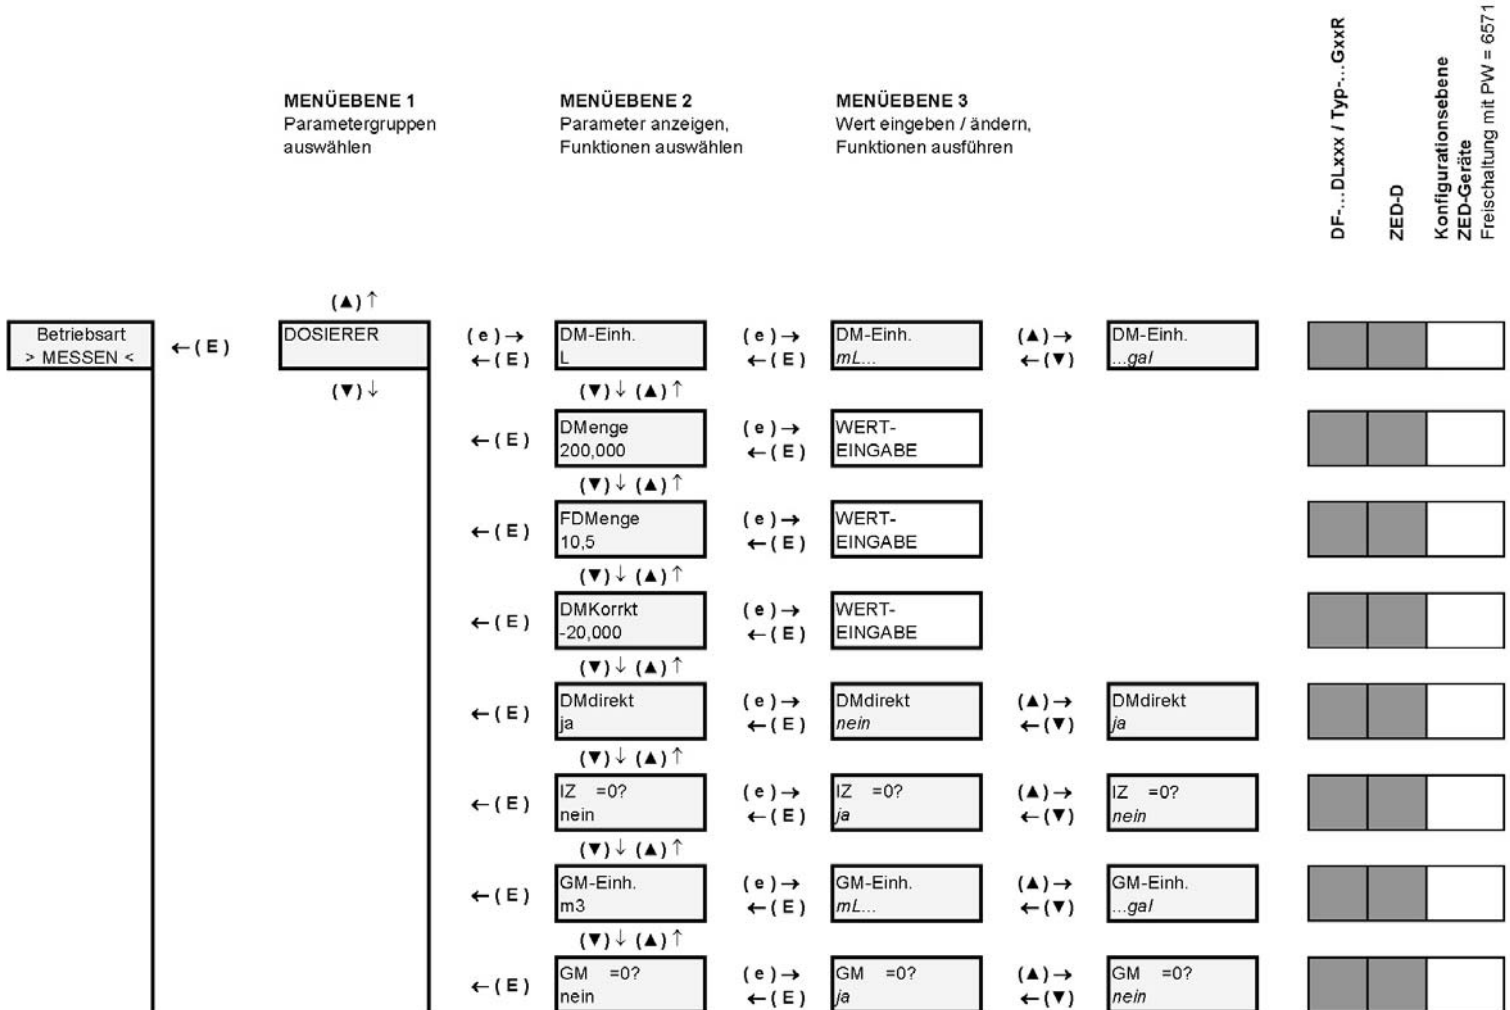 MENÜEBENE 1
Parametergruppen
auswählen
MENÜEBENE 2
Parameter anzeigen,
Funktionen auswählen
MENÜEBENE 3
Wert eingeben / ändern,
Funktionen ausführen
DF-...DLxxx / Typ-...GxxR
ZED-D
Konfigurationsebene
ZED-Geräte
Freischaltung mit PW = 6571
(▲)↑
Betriebsart
> MESSEN <
←( E )
DOSIERER
(▼)↓
( e )→
←( E )
DM-Einh.
L
( e )→
←( E )
DM-Einh.
mL...
(▲)→
←(▼)
DM-Einh.
...gal
(▼)↓ (▲)↑
←( E )
DMenge
200,000
( e )→
←( E )
WERT-
EINGABE
(▼)↓ (▲)↑
←( E )
FDMenge
10,5
( e )→
←( E )
WERT-
EINGABE
(▼)↓ (▲)↑
←( E )
DMKorrkt
-20,000
( e )→
←( E )
WERT-
EINGABE
(▼)↓ (▲)↑
←( E )
DMdirekt
ja
( e )→
←( E )
DMdirekt
nein
(▲)→
←(▼)
DMdirekt
ja
(▼)↓ (▲)↑
←( E )
IZ =0?
nein
( e )→
←( E )
IZ =0?
ja
(▲)→
←(▼)
IZ =0?
nein
(▼)↓ (▲)↑
←( E )
GM-Einh.
m3
( e )→
←( E )
GM-Einh.
mL...
(▲)→
←(▼)
GM-Einh.
...gal
(▼)↓ (▲)↑
←( E )
GM =0?
nein
( e )→
←( E )
GM =0?
ja
(▲)→
←(▼)
GM =0?
nein